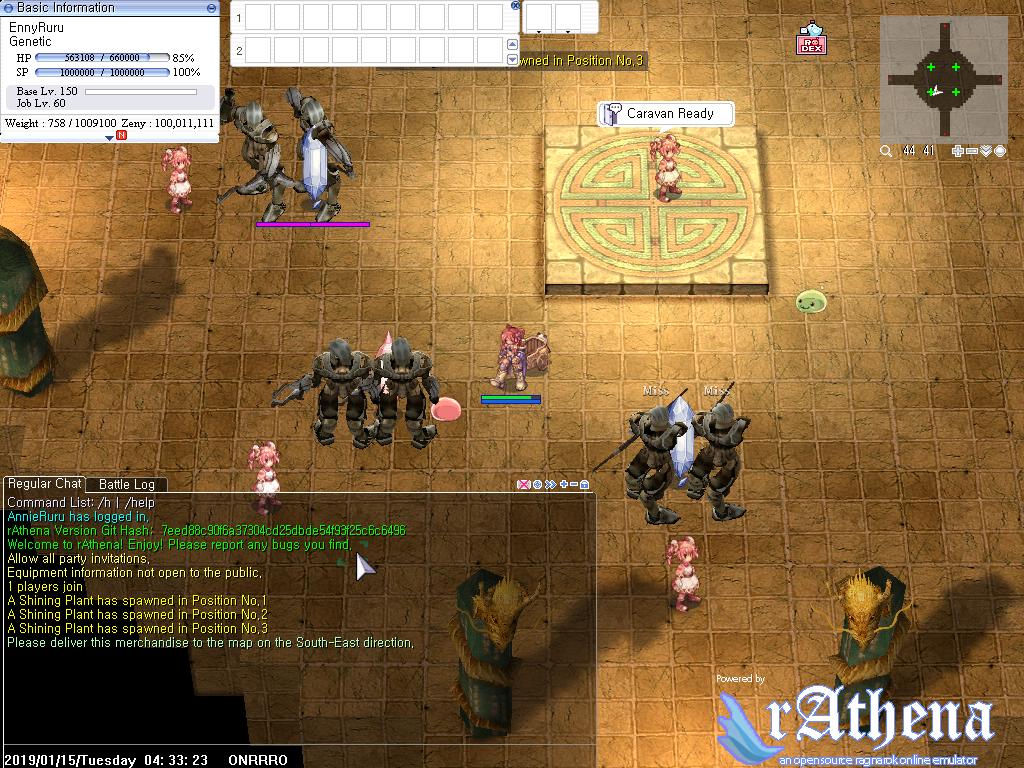 Basic Information
EnnyRuru
Genetic
HP 563108 / 660000 85%
SP 1000000 / 1000000 100%
Base Lv. 150
Job Lv. 60
Weight : 758 / 1009100 Zeny : 100,011,111
N
1
2
wned in Position No.3
RODEX
44 41
Caravan Ready
Miss Miss
Regular Chat Battle Log
Command List: /h | /help
AnnieRuru has logged in.
rAthena Version Git Hash: 7eed88c90f6a37304cd25dbde54f93f25c6c6496
Welcome to rAthena! Enjoy! Please report any bugs you find.
Allow all party invitations.
Equipment information not open to the public.
1 players join
A Shining Plant has spawned in Position No.1
A Shining Plant has spawned in Position No.2
A Shining Plant has spawned in Position No.3
Please deliver this merchandise to the map on the South-East direction.
2019/01/15/Tuesday 04:33:23 ONRRRO
Powered by
rAthena
an opensource ragnarok online emulator